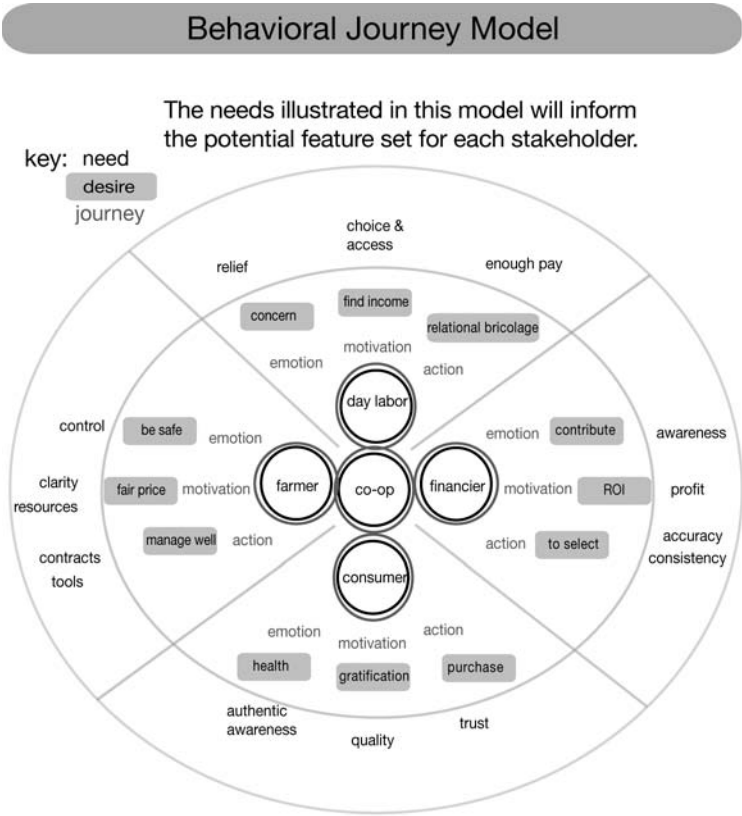 Behavioral Journey Model
The needs illustrated in this model will inform
the potential feature set for each stakeholder.
key: need
desire
journey
choice &
access
relief
enough pay
concern
find income
relational bricolage
emotion
motivation
action
day labor
control
be safe
emotion
clarity
resources
fair price
motivation
contracts
tools
manage well
action
farmer
co-op
financier
emotion
contribute
awareness
motivation
ROI
profit
action
to select
accuracy
consistency
consumer
emotion
motivation
action
health
gratification
purchase
authentic
awareness
quality
trust